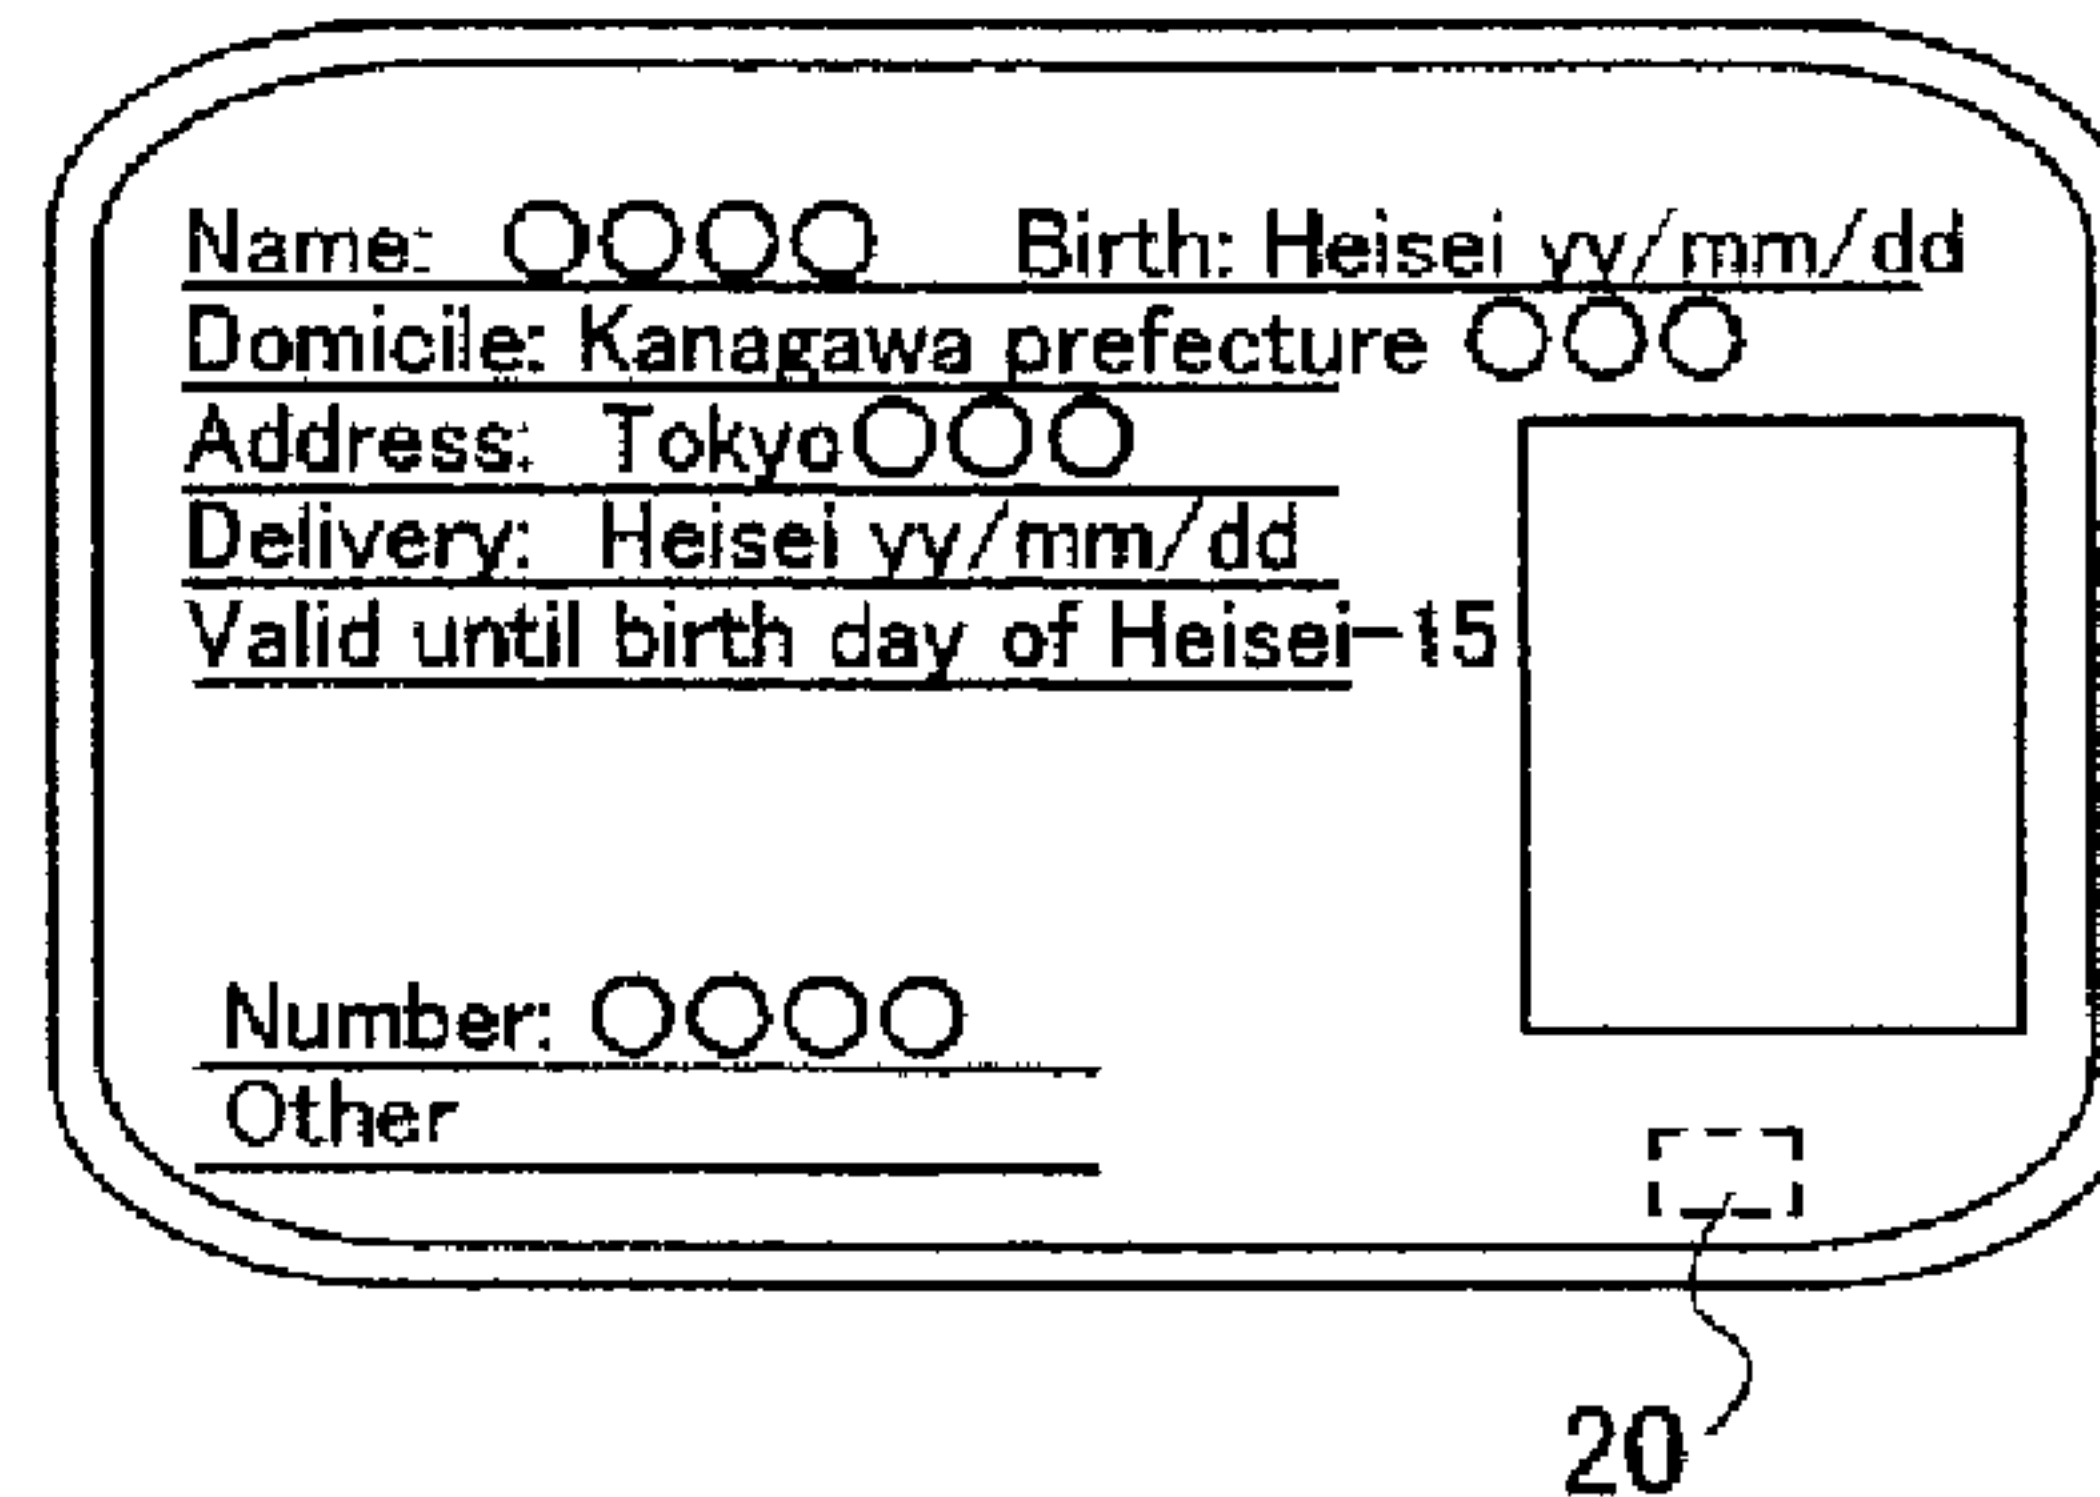 Name: ○○○○ Birth: Heisei yy/mm/dd
Domicile: Kanagawa prefecture ○○○
Address: Tokyo○○○
Delivery: Heisei yy/mm/dd
Valid until birth day of Heisei-15
Number: ○○○○
Other
20